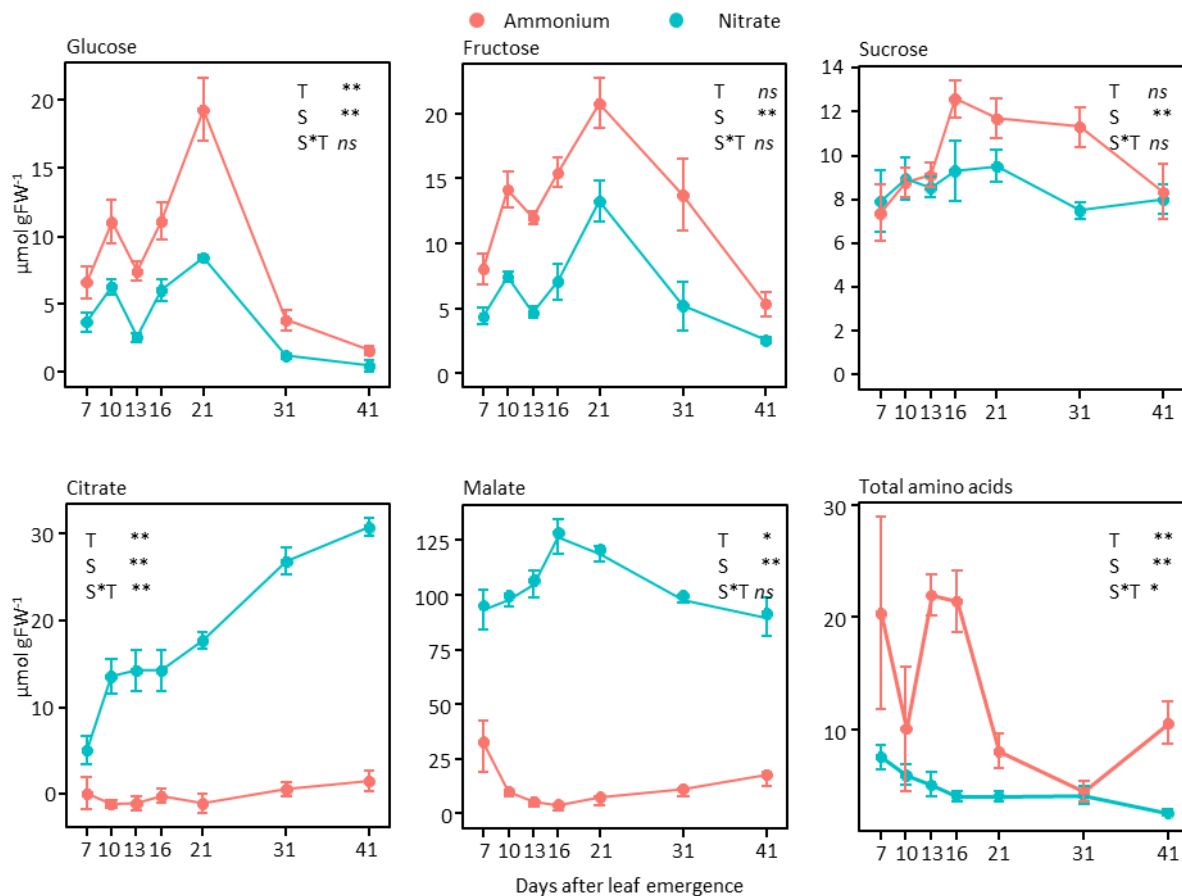 Ammonium Nitrate
Glucose
Fructose
Sucrose
μmol gFW-1
20
15
10
5
0
T **
S **
S*T ns
7 10 13 16 21 31 41
20
15
10
5
0
T ns
S **
S*T ns
7 10 13 16 21 31 41
14
12
10
8
6
4
2
0
T ns
S **
S*T ns
7 10 13 16 21 31 41
Citrate
Malate
Total amino acids
μmol gFW-1
30
20
10
0
T **
S **
S*T **
7 10 13 16 21 31 41
125
100
75
50
25
0
T *
S **
S*T ns
7 10 13 16 21 31 41
30
20
10
T **
S **
S*T *
7 10 13 16 21 31 41
Days after leaf emergence